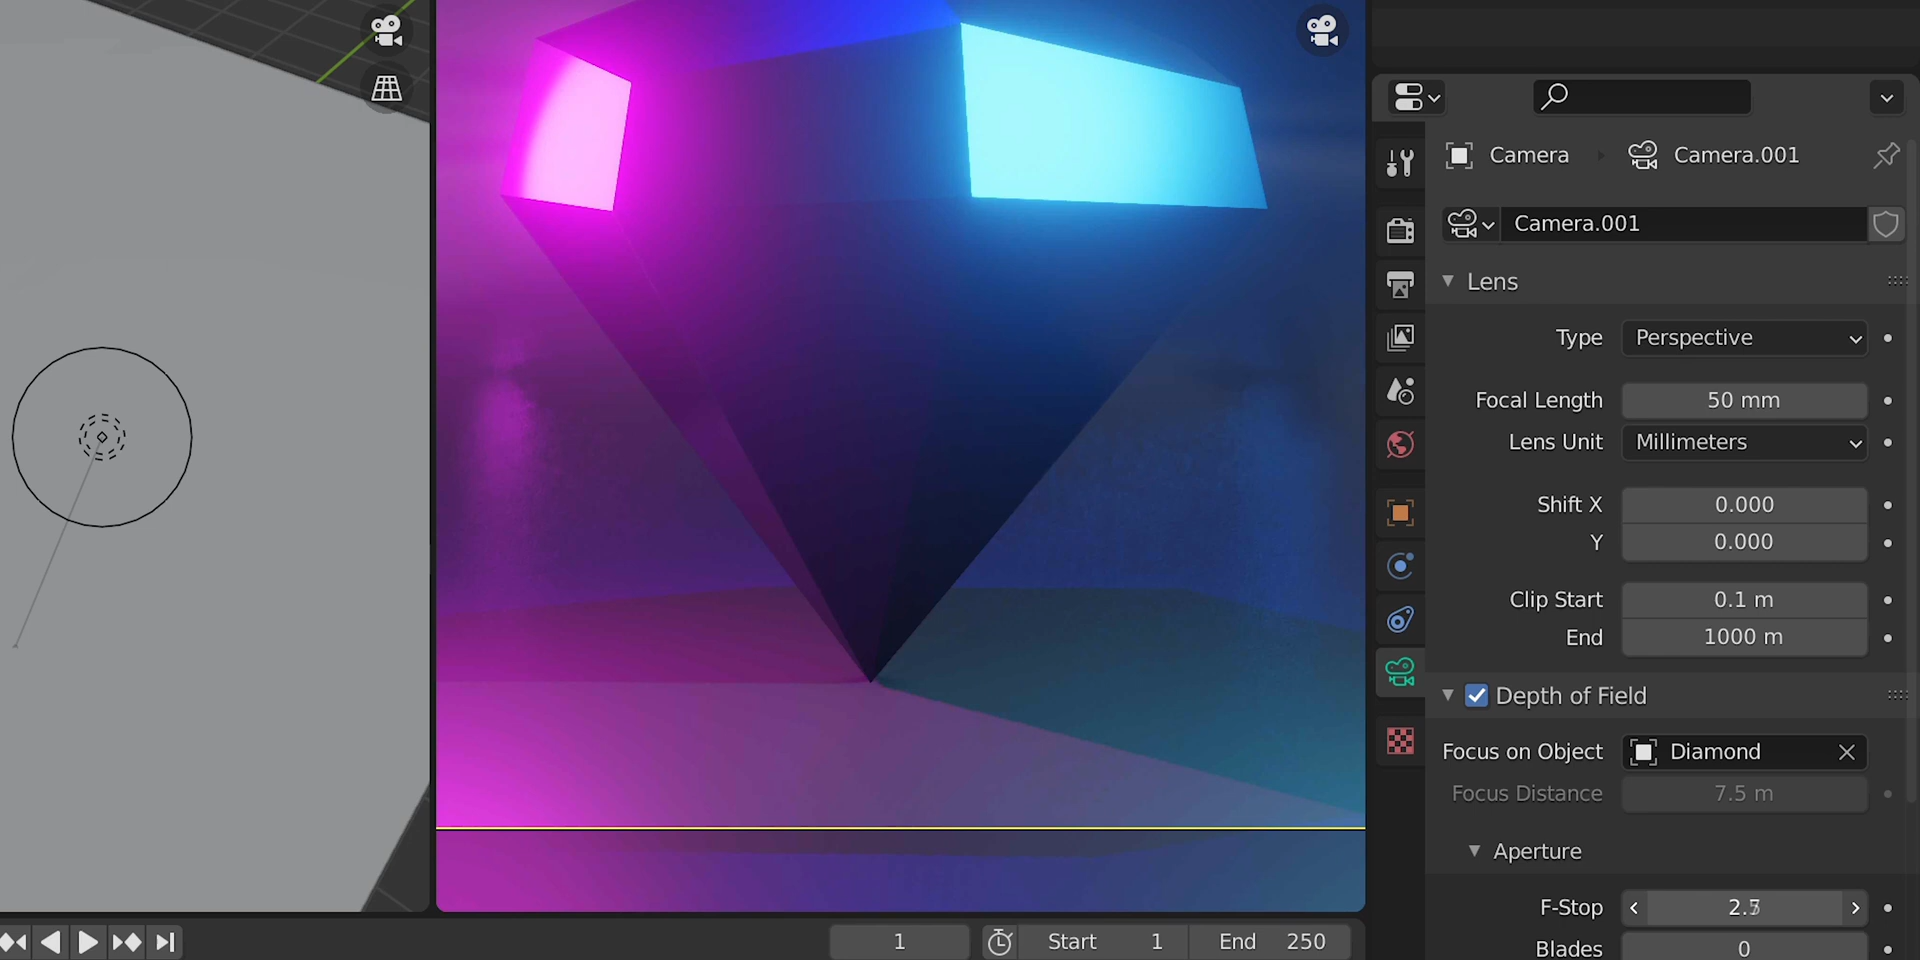 Camera Camera.001
Camera.001
Lens
Type Perspective
Focal Length 50 mm
Lens Unit Millimeters
Shift X 0.000
Y 0.000
Clip Start 0.1 m
End 1000 m
Depth of Field
Focus on Object Diamond
Focus Distance 7.5 m
Aperture
F-Stop
Blades 0
1 Start 1 End 250